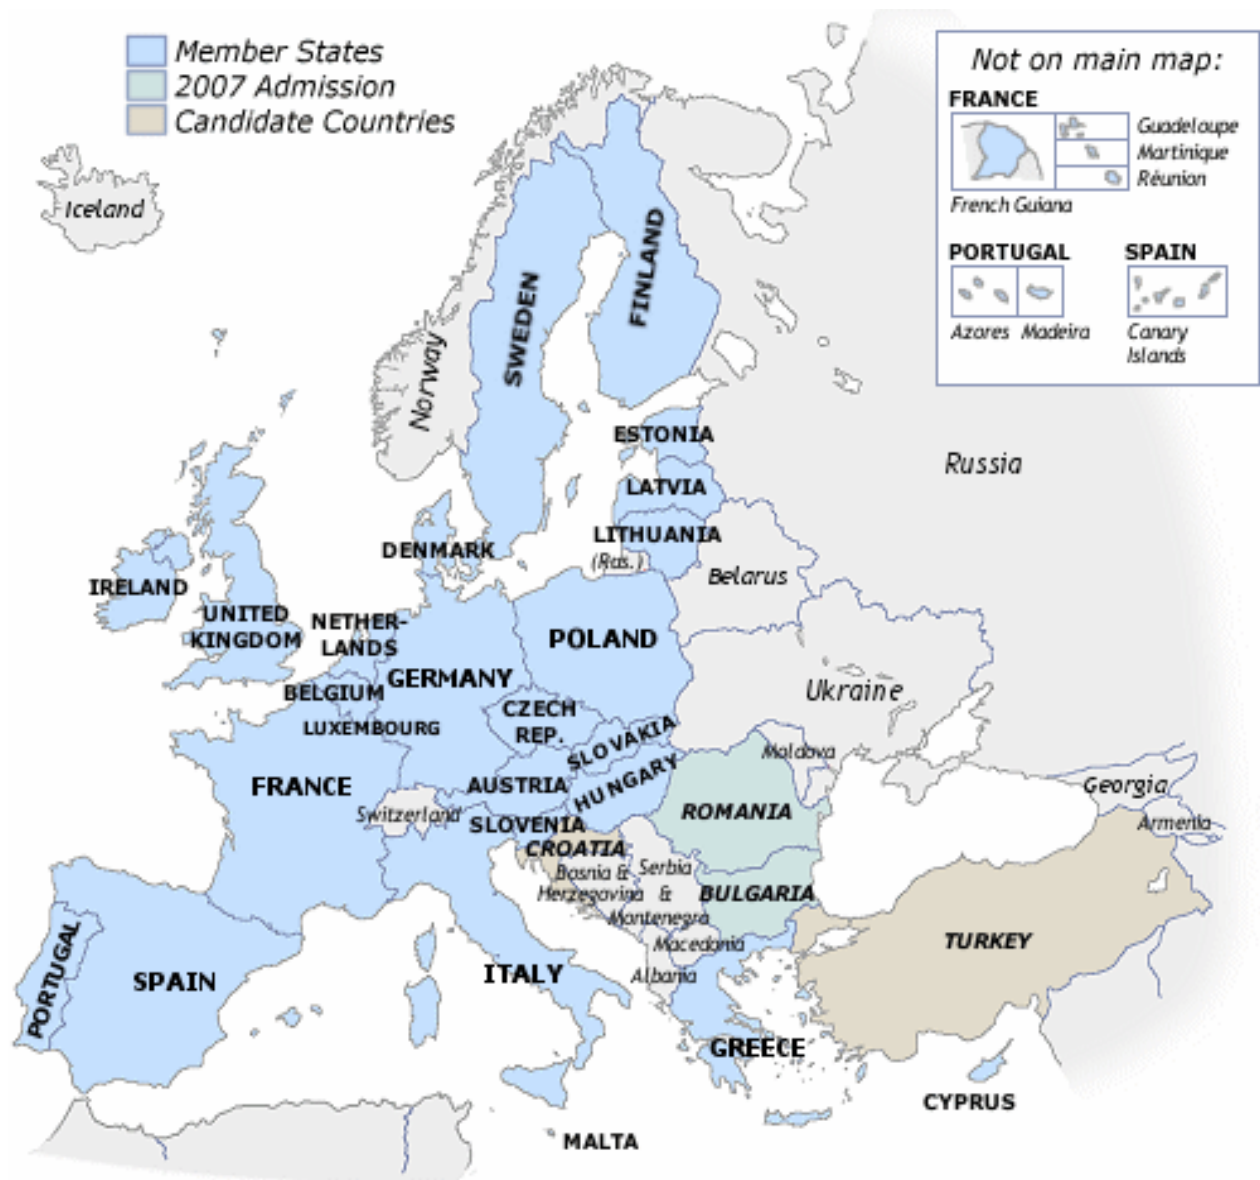 Member States
2007 Admission
Candidate Countries
Not on main map:
FRANCE
Guadeloupe
Martinique
Réunion
French Guiana
PORTUGAL
SPAIN
Azores
Madeira
Canary
Islands
Iceland
Norway
SWEDEN
FINLAND
Russia
ESTONIA
LATVIA
LITHUANIA
(Ras.)
DENMARK
Belarus
IRELAND
UNITED
KINGDOM
NETHER-
LANDS
POLAND
BELGIUM
GERMANY
Ukraine
LUXEMBOURG
CZECH
REP.
SLOVAKIA
Moldova
FRANCE
AUSTRIA
HUNGARY
Georgia
Switzerland
SLOVENIA
ROMANIA
Armenia
CROATIA
Bosnia &
Herzegovina
Serbia
&
Montenegro
BULGARIA
Macedonia
TURKEY
PORTUGAL
SPAIN
ITALY
Albania
GREECE
CYPRUS
MALTA